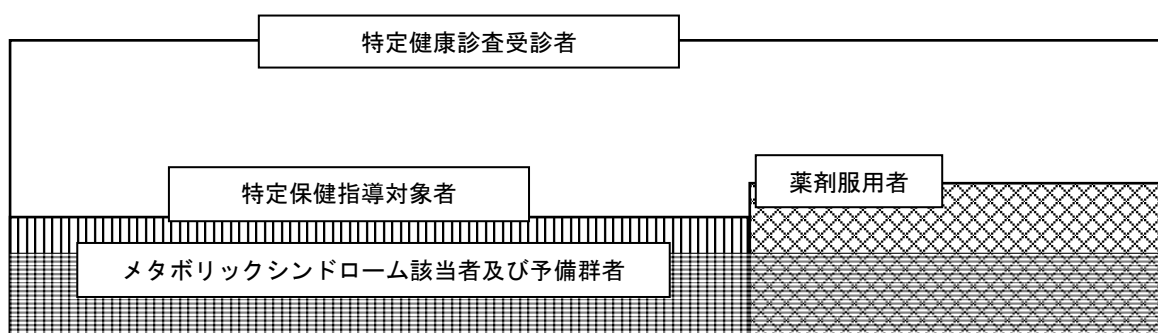 特定健康診査受診者
薬剤服用者
特定保健指導対象者
メタボリックシンドローム該当者及び予備群者